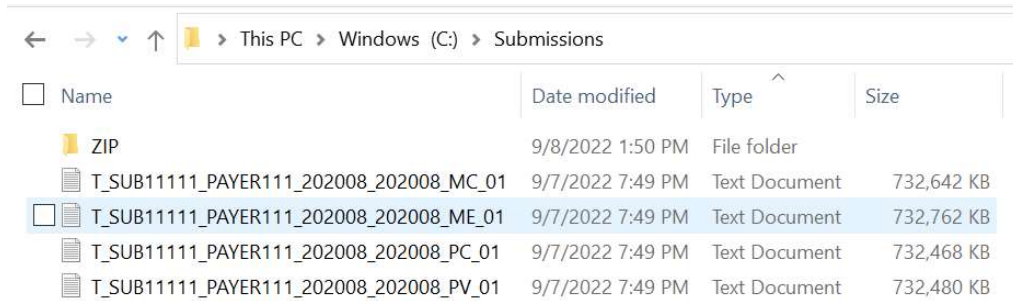 This PC > Windows (C:) > Submissions
Name Date modified Type Size
ZIP 9/8/2022 1:50 PM File folder
T_SUB11111_PAYER111_202008_202008_MC_01 9/7/2022 7:49 PM Text Document 732,642 KB
T_SUB11111_PAYER111_202008_202008_ME_01 9/7/2022 7:49 PM Text Document 732,762 KB
T_SUB11111_PAYER111_202008_202008_PC_01 9/7/2022 7:49 PM Text Document 732,468 KB
T_SUB11111_PAYER111_202008_202008_PV_01 9/7/2022 7:49 PM Text Document 732,480 KB